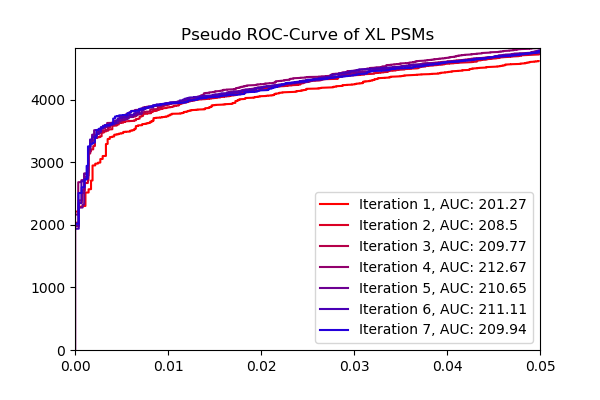 Pseudo ROC-Curve of XL PSMs
4000
3000
2000
1000
0
Iteration 1, AUC: 201.27
Iteration 2, AUC: 208.5
Iteration 3, AUC: 209.77
Iteration 4, AUC: 212.67
Iteration 5, AUC: 210.65
Iteration 6, AUC: 211.11
Iteration 7, AUC: 209.94
0.00 0.01 0.02 0.03 0.04 0.05